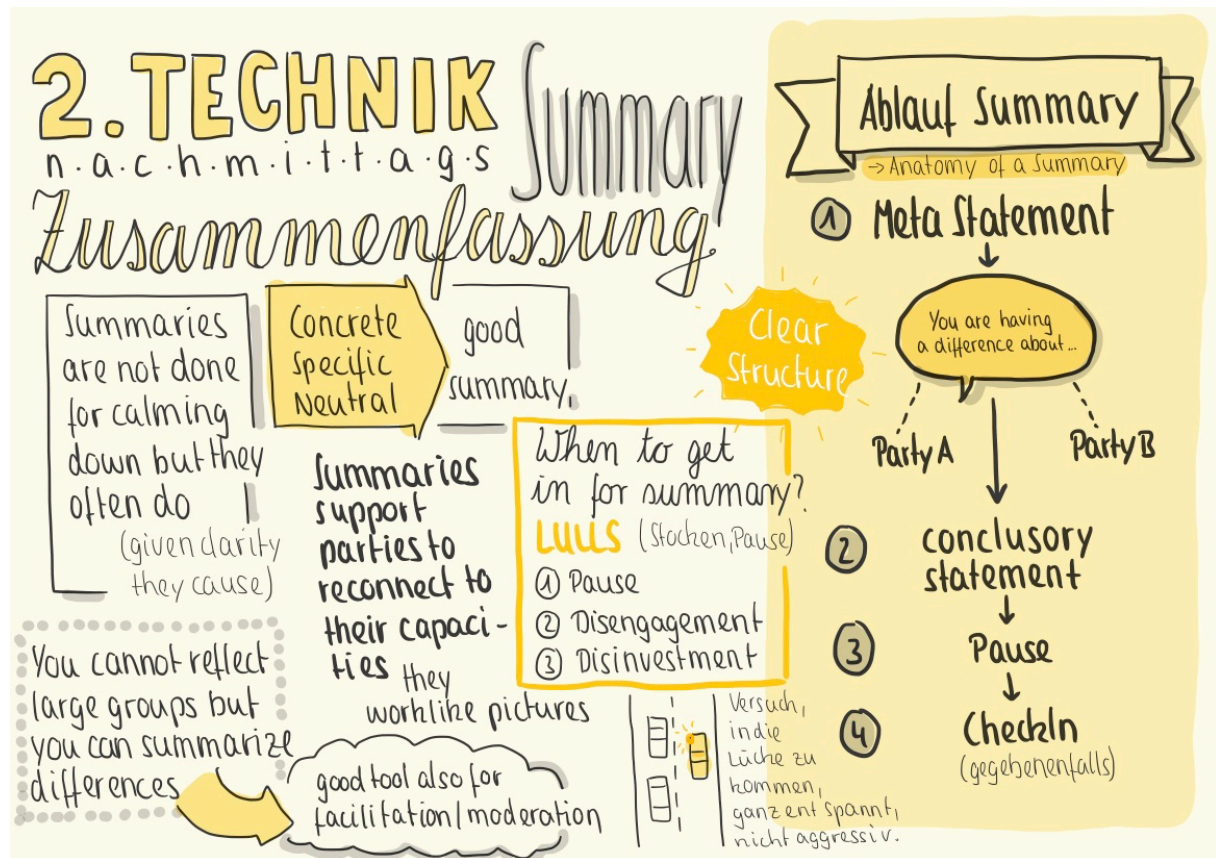 2. TECHNIK
n·a·c·h·m·i·t·t·a·g·s
Summary
Zusammenfassung
Summaries
are not done
for calming
down but they
often do
(given clarity
they cause)
Concrete
Specific
Neutral
good
summary
Summaries
support
parties to
reconnect to
their capaci-
ties
they
work like pictures
You cannot reflect
large groups but
you can summarize
differences
good tool also for
facilitation/moderation
Clear
Structure
When to get
in for summary?
LULLS (Stocken, Pause)
1 Pause
2 Disengagement
3 Disinvestment
Versuch,
in die
Lücke zu
kommen,
ganz entspannt,
nicht aggressiv.
Ablauf Summary
→ Anatomy of a Summary
1 Meta Statement
You are having
a difference about...
Party A
Party B
2 conclusory
statement
3 Pause
4 CheckIn
(gegebenenfalls)